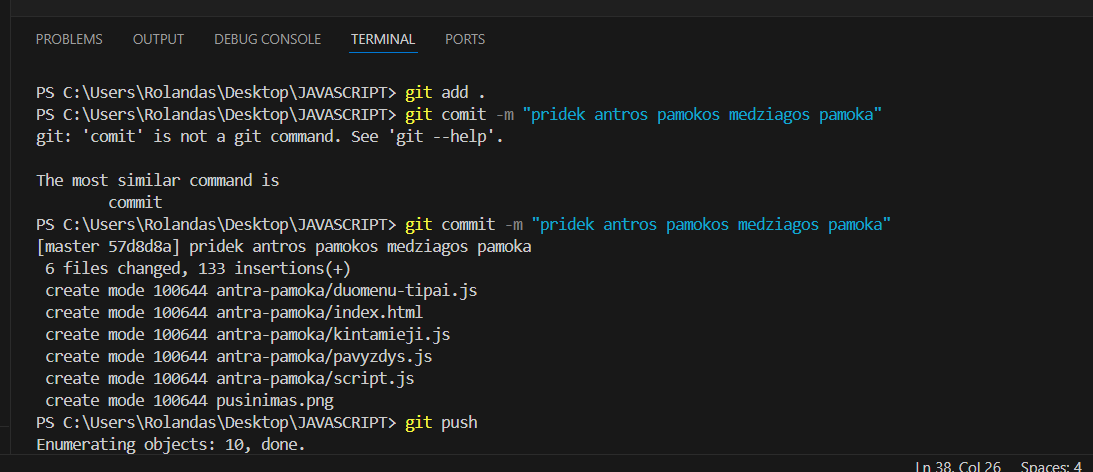 PROBLEMS OUTPUT DEBUG CONSOLE TERMINAL PORTS
PS C:\Users\Rolandas\Desktop\JAVASCRIPT> git add .
PS C:\Users\Rolandas\Desktop\JAVASCRIPT> git comit -m "pridek antros pamokos medziagos pamoka"
git: 'comit' is not a git command. See 'git --help'.
The most similar command is
commit
PS C:\Users\Rolandas\Desktop\JAVASCRIPT> git commit -m "pridek antros pamokos medziagos pamoka"
[master 57d8d8a] pridek antros pamokos medziagos pamoka
6 files changed, 133 insertions(+)
create mode 100644 antra-pamoka/duomenu-tipai.js
create mode 100644 antra-pamoka/index.html
create mode 100644 antra-pamoka/kintamieji.js
create mode 100644 antra-pamoka/pavyzdys.js
create mode 100644 antra-pamoka/script.js
create mode 100644 pusinimas.png
PS C:\Users\Rolandas\Desktop\JAVASCRIPT> git push
Enumerating objects: 10, done.
Ln 38, Col 26 Spaces: 4